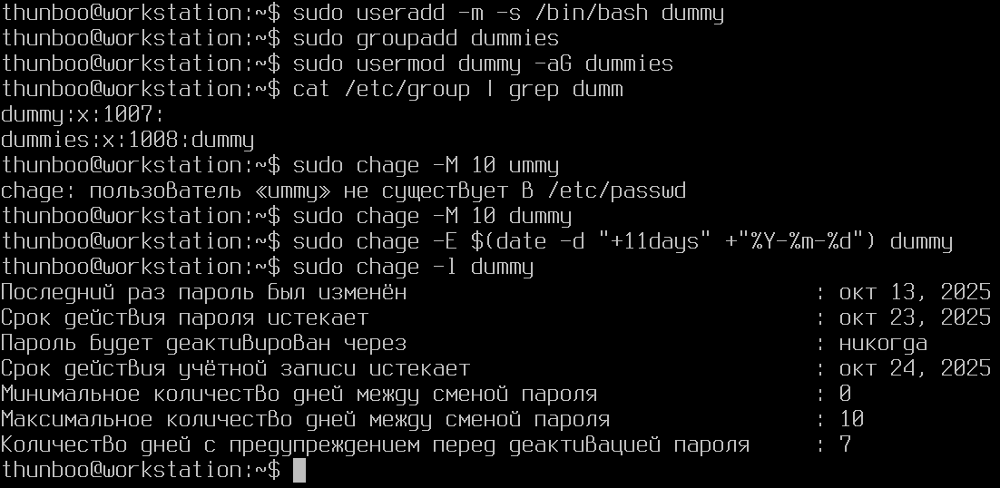 thunboo@workstation:~$ sudo useradd -m -s /bin/bash dummy
thunboo@workstation:~$ sudo groupadd dummies
thunboo@workstation:~$ sudo usermod dummy -aG dummies
thunboo@workstation:~$ cat /etc/group | grep dumm
dummy:x:1007:
dummies:x:1008:dummy
thunboo@workstation:~$ sudo chage -M 10 ummy
chage: пользователь «ummy» не существует в /etc/passwd
thunboo@workstation:~$ sudo chage -M 10 dummy
thunboo@workstation:~$ sudo chage -E $(date -d "+11days" +"%Y-%m-%d") dummy
thunboo@workstation:~$ sudo chage -l dummy
Последний раз пароль был изменён : окт 13, 2025
Срок действия пароля истекает : окт 23, 2025
Пароль будет деактивирован через : никогда
Срок действия учётной записи истекает : окт 24, 2025
Минимальное количество дней между сменой пароля : 0
Максимальное количество дней между сменой пароля : 10
Количество дней с предупреждением перед деактивацией пароля : 7
thunboo@workstation:~$